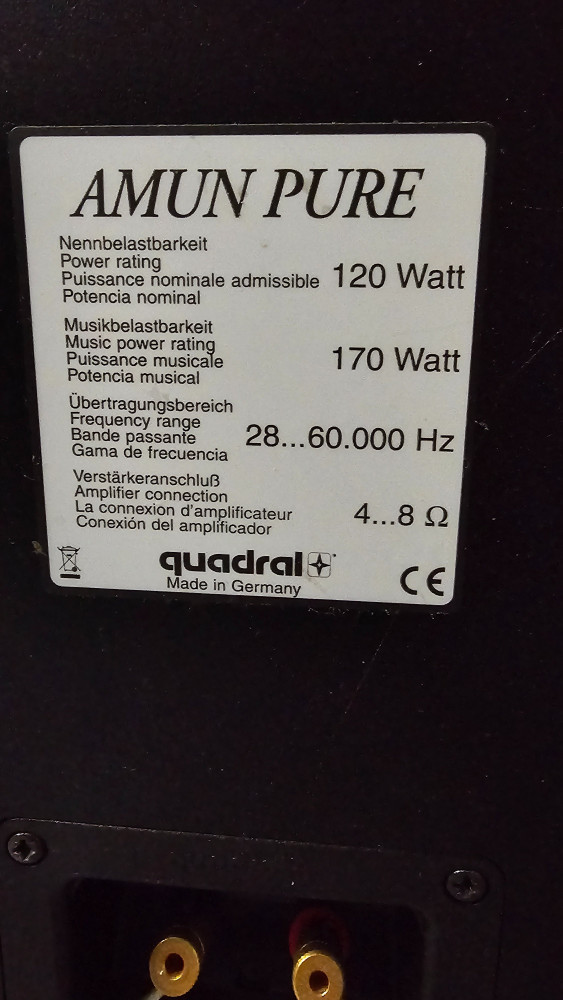 AMUN PURE
Nennbelastbarkeit
Power rating
Puissance nominale admissible 120 Watt
Potencia nominal
Musikbelastbarkeit
Music power rating
Puissance musicale 170 Watt
Potencia musical
Übertragungsbereich
Frequency range
Bande passante 28...60.000 Hz
Gama de frecuencia
Verstärkeranschluß
Amplifier connection
La connexion d'amplificateur 4...8 Ω
Conexión del amplificador
quadral
Made in Germany
CE